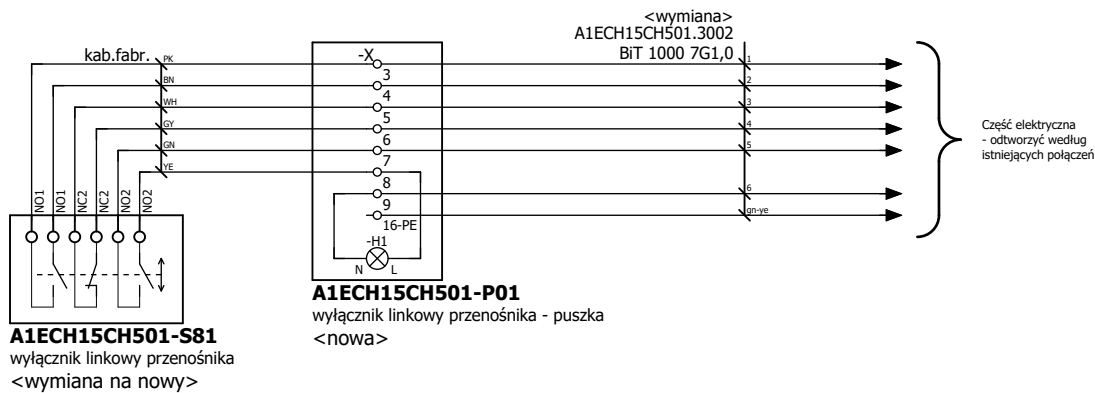 <wymiana>
A1ECH15CH501.3002
BiT 1000 7G1,0
kab.fabr.
-X
PK
BN
WH
GY
GN
YE
3
4
5
6
7
8
9
16-PE
1
2
3
4
5
6
gn-ye
Część elektryczna
- odtworzyć według
istniejących połączeń
NO1
NO1
NC2
NC2
NO2
NO2
-H1
N
L
A1ECH15CH501-P01
wyłącznik linkowy przenośnika - puszka
<nowa>
A1ECH15CH501-S81
wyłącznik linkowy przenośnika
<wymiana na nowy>